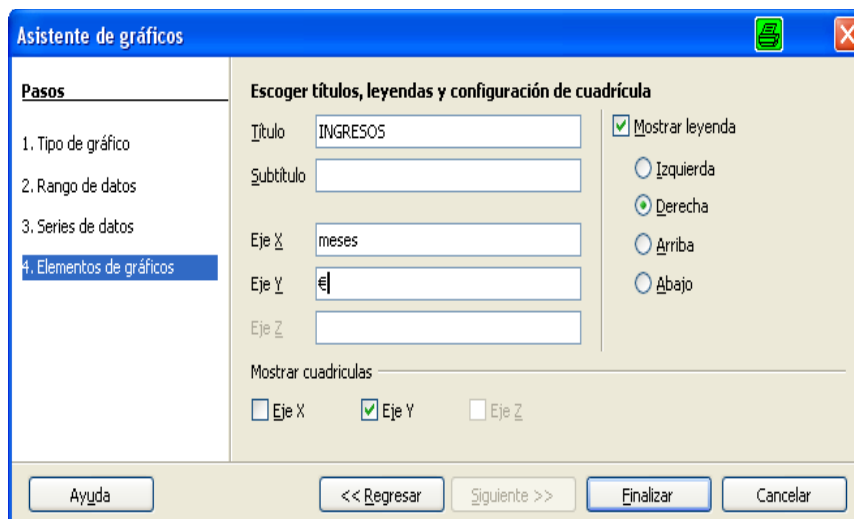 Asistente de gráficos
Pasos
1. Tipo de gráfico
2. Rango de datos
3. Series de datos
4. Elementos de gráficos
Escoger títulos, leyendas y configuración de cuadrícula
Título INGRESOS
Subtítulo
Eje X meses
Eje Y €
Eje Z
Mostrar leyenda
Izquierda
Derecha
Arriba
Abajo
Mostrar cuadriculas
Eje X Eje Y Eje Z
Ayuda << Regresar Siguiente >> Finalizar Cancelar